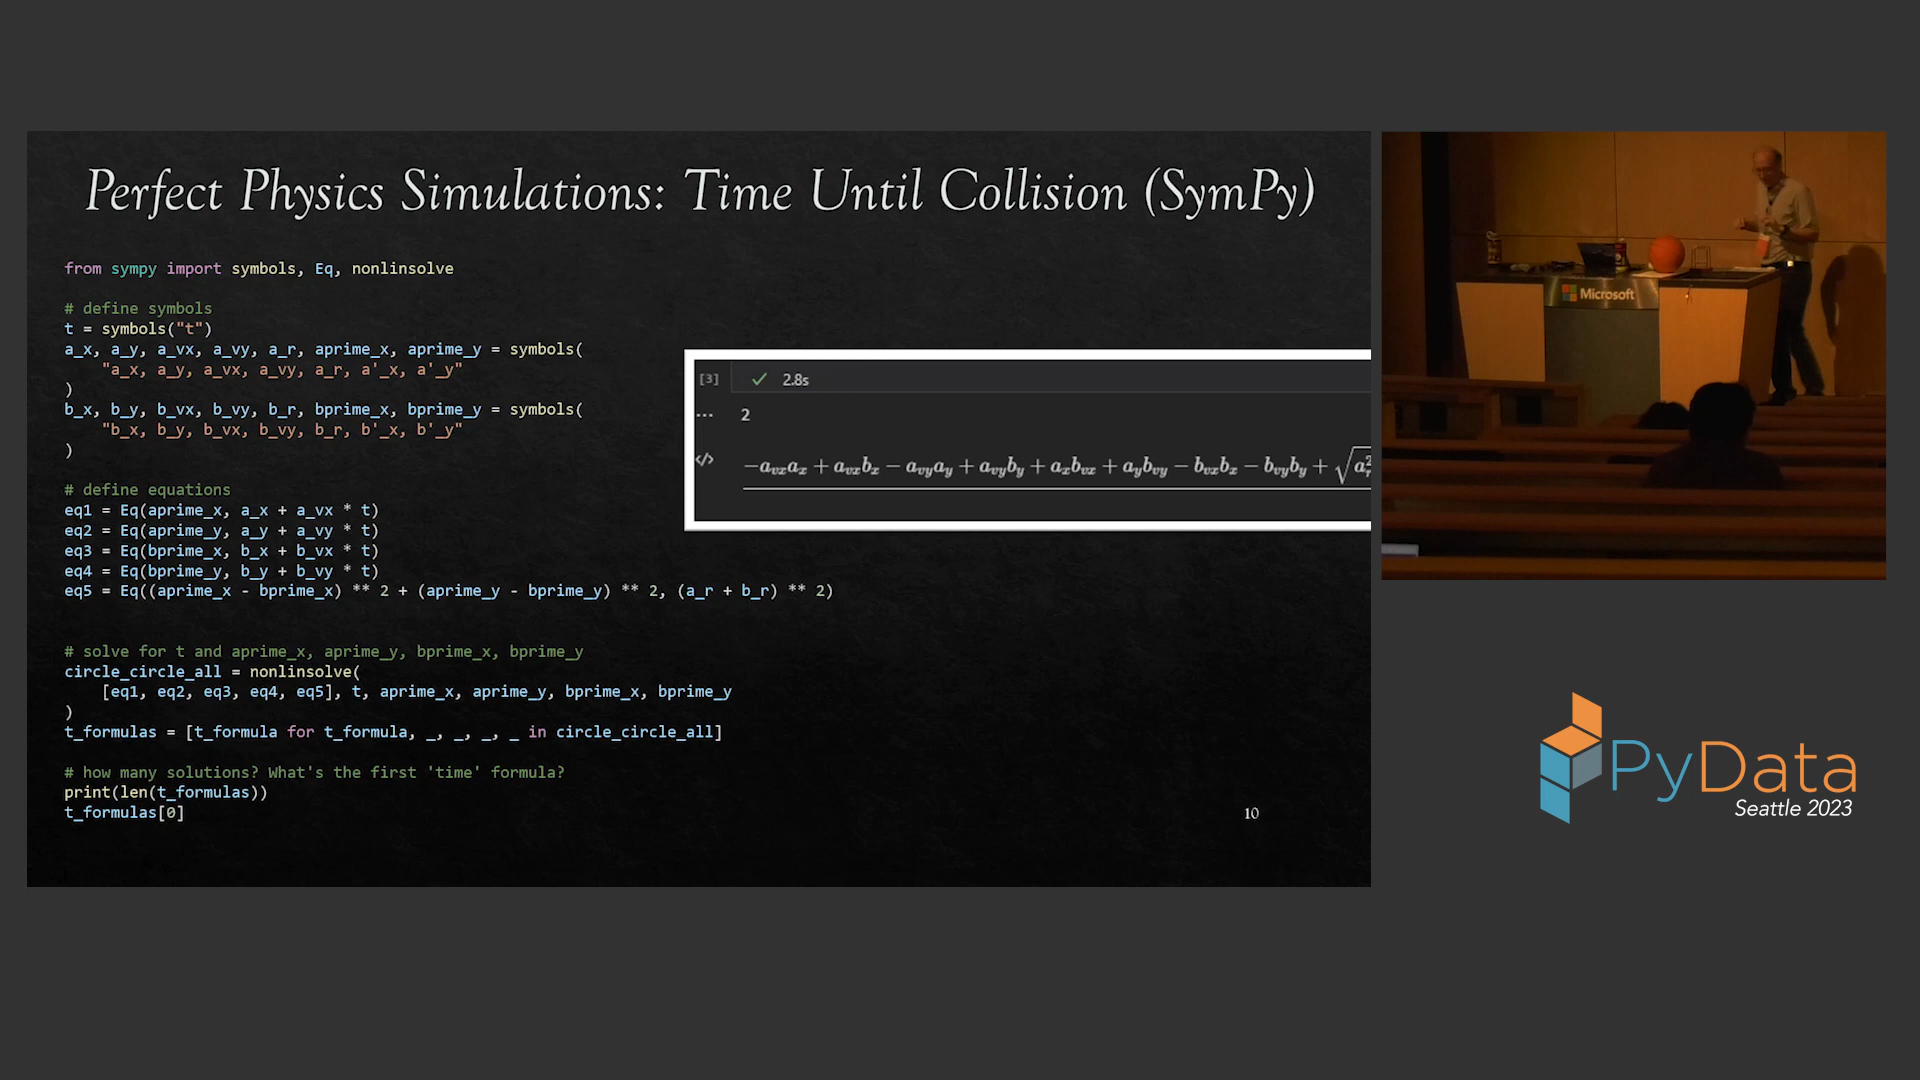 Perfect Physics Simulations: Time Until Collision (SymPy)
from sympy import symbols, Eq, nonlinsolve
# define symbols
t = symbols("t")
a_x, a_y, a_vx, a_vy, a_r, aprime_x, aprime_y = symbols(
"a_x, a_y, a_vx, a_vy, a_r, a'_x, a'_y"
)
b_x, b_y, b_vx, b_vy, b_r, bprime_x, bprime_y = symbols(
"b_x, b_y, b_vx, b_vy, b_r, b'_x, b'_y"
)
# define equations
eq1 = Eq(aprime_x, a_x + a_vx * t)
eq2 = Eq(aprime_y, a_y + a_vy * t)
eq3 = Eq(bprime_x, b_x + b_vx * t)
eq4 = Eq(bprime_y, b_y + b_vy * t)
eq5 = Eq((aprime_x - bprime_x) ** 2 + (aprime_y - bprime_y) ** 2, (a_r + b_r) ** 2)
# solve for t and aprime_x, aprime_y, bprime_x, bprime_y
circle_circle_all = nonlinsolve(
[eq1, eq2, eq3, eq4, eq5], t, aprime_x, aprime_y, bprime_x, bprime_y
)
t_formulas = [t_formula for t_formula, _, _, _, _ in circle_circle_all]
# how many solutions? What's the first 'time' formula?
print(len(t_formulas))
t_formulas[0]
[3] ✓ 2.8s
... 2
</> −a_{vx}a_x + a_{vx}b_x − a_{vy}a_y + a_{vy}b_y + a_x b_{vx} + a_y b_{vy} − b_{vx}b_x − b_{vy}b_y + √a_r^2
10
Microsoft
PyData
Seattle 2023